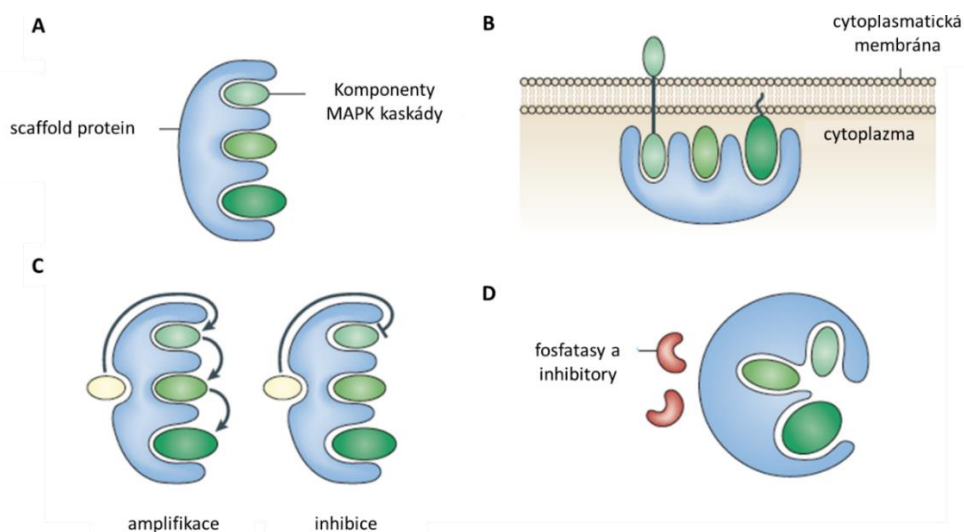 A
scaffold protein
Komponenty
MAPK kaskády
B
cytoplasmatická
membrána
cytoplazma
C
amplifikace
inhibice
D
fosfatasy a
inhibitory